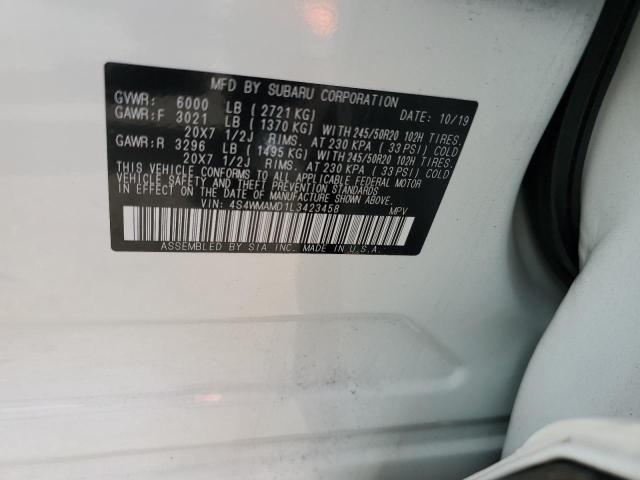 MFD BY SUBARU CORPORATION
GVWR: 6000 LB (2721 KG) DATE: 10/19
GAWR:F 3021 LB (1370 KG) WITH 245/50R20 102H TIRES.
20X7 1/2J RIMS. AT 230 KPA (33 PSI) COLD
GAWR:R 3296 LB (1495 KG) WITH 245/50R20 102H TIRES.
20X7 1/2J RIMS. AT 230 KPA (33 PSI) COLD
THIS VEHICLE CONFORMS TO ALL APPLICABLE FEDERAL MOTOR
VEHICLE SAFETY AND THEFT PREVENTION STANDARDS IN
EFFECT ON THE DATE OF MANUFACTURE SHOWN ABOVE.
VIN: 4S4WMAMD1L3423458 MPV
ASSEMBLED BY SIA INC. MADE IN U.S.A.